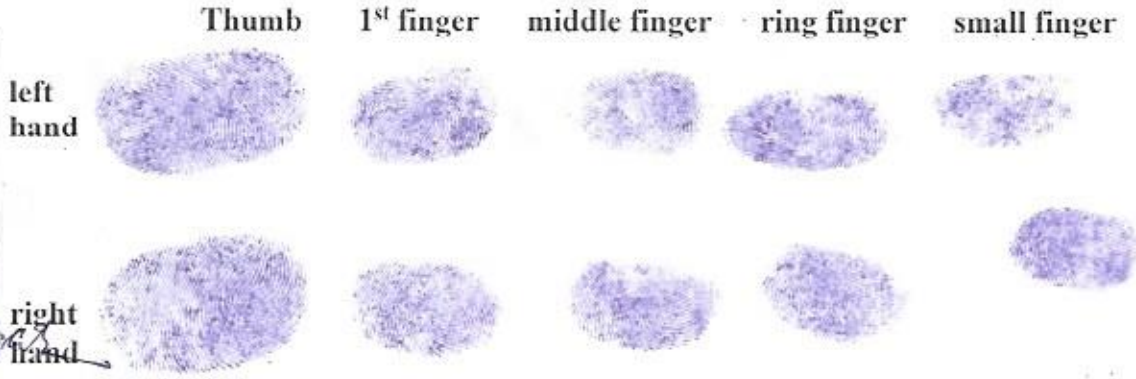 Thumb 1st finger middle finger ring finger small finger
left
hand
right
hand